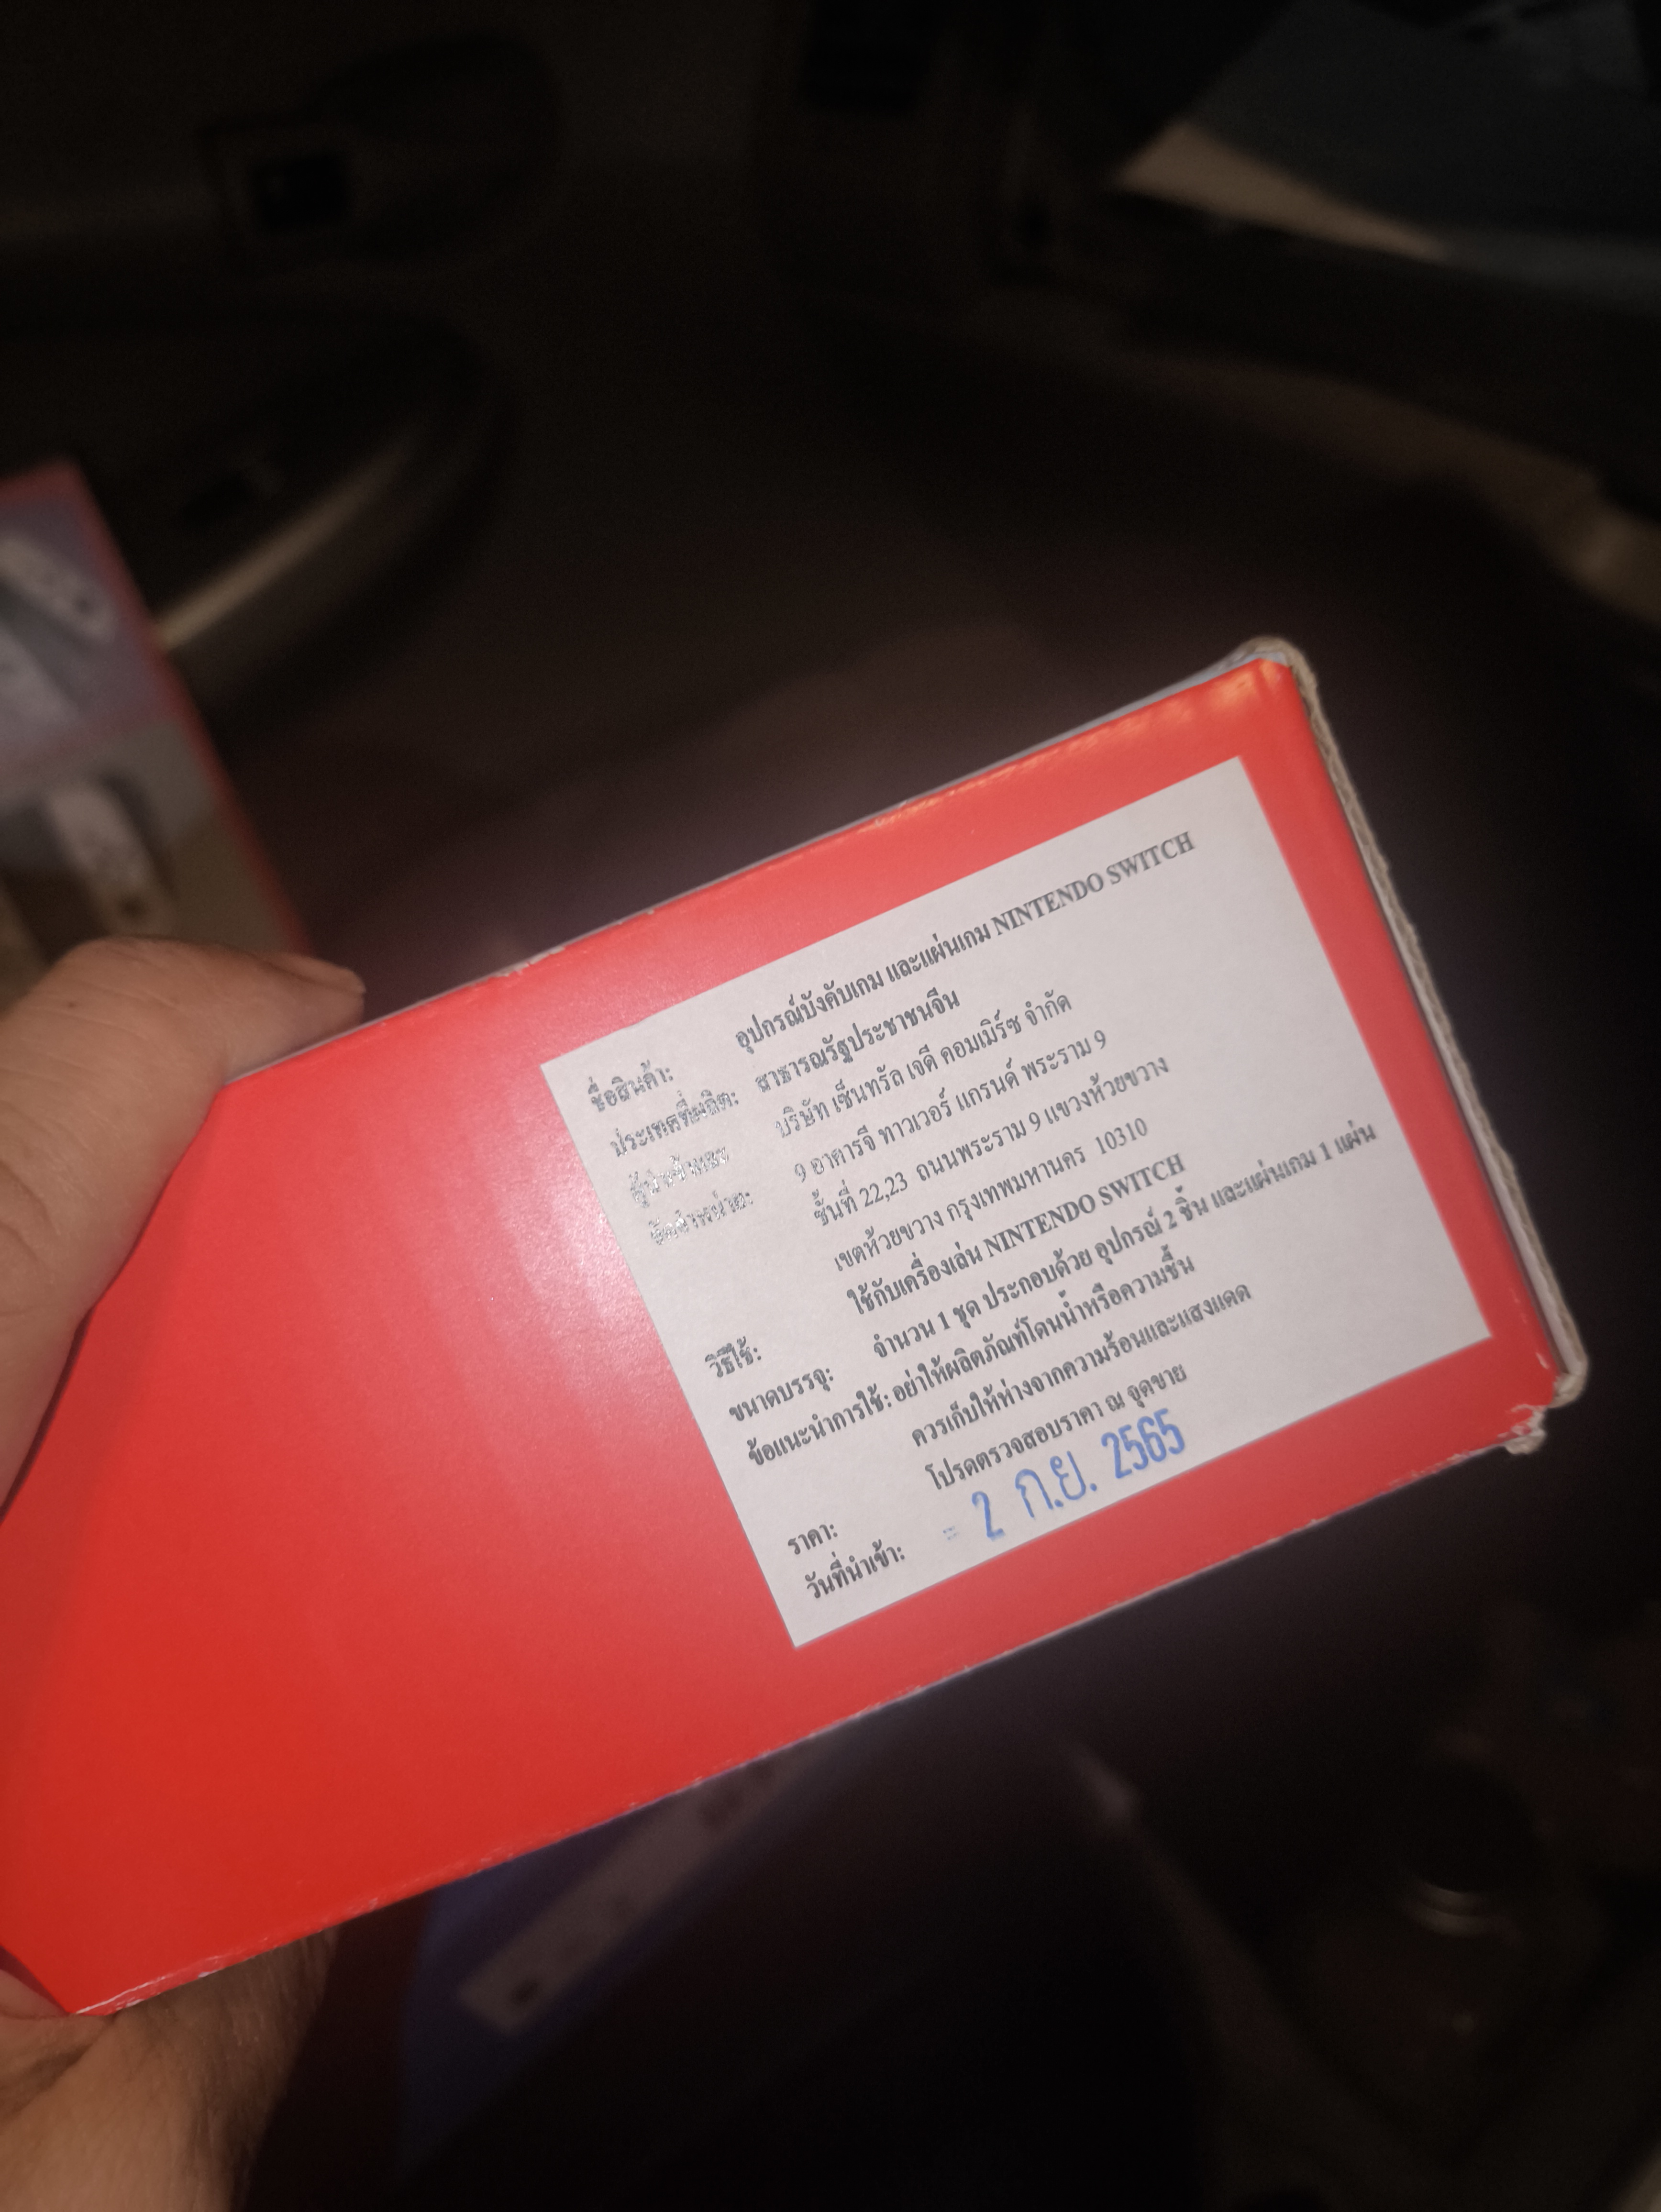 ชื่อสินค้า: อุปกรณ์บังคับเกม และแผ่นเกม NINTENDO SWITCH
ประเทศที่ผลิต: สาธารณรัฐประชาชนจีน
ผู้นำเข้าและ บริษัท เซ็นทรัล เจดี คอมเมิร์ซ จำกัด
จัดจำหน่าย: 9 อาคารจี ทาวเวอร์ แกรนด์ พระราม 9
ชั้นที่ 22,23 ถนนพระราม 9 แขวงห้วยขวาง
เขตห้วยขวาง กรุงเทพมหานคร 10310
วิธีใช้: ใช้กับเครื่องเล่น NINTENDO SWITCH
ขนาดบรรจุ: จำนวน 1 ชุด ประกอบด้วย อุปกรณ์ 2 ชิ้น และแผ่นเกม 1 แผ่น
ข้อแนะนำการใช้: อย่าให้ผลิตภัณฑ์โดนน้ำหรือความชื้น
ควรเก็บให้ห่างจากความร้อนและแสงแดด
ราคา: โปรดตรวจสอบราคา ณ จุดขาย
วันที่นำเข้า: - 2 ก.ย. 2565